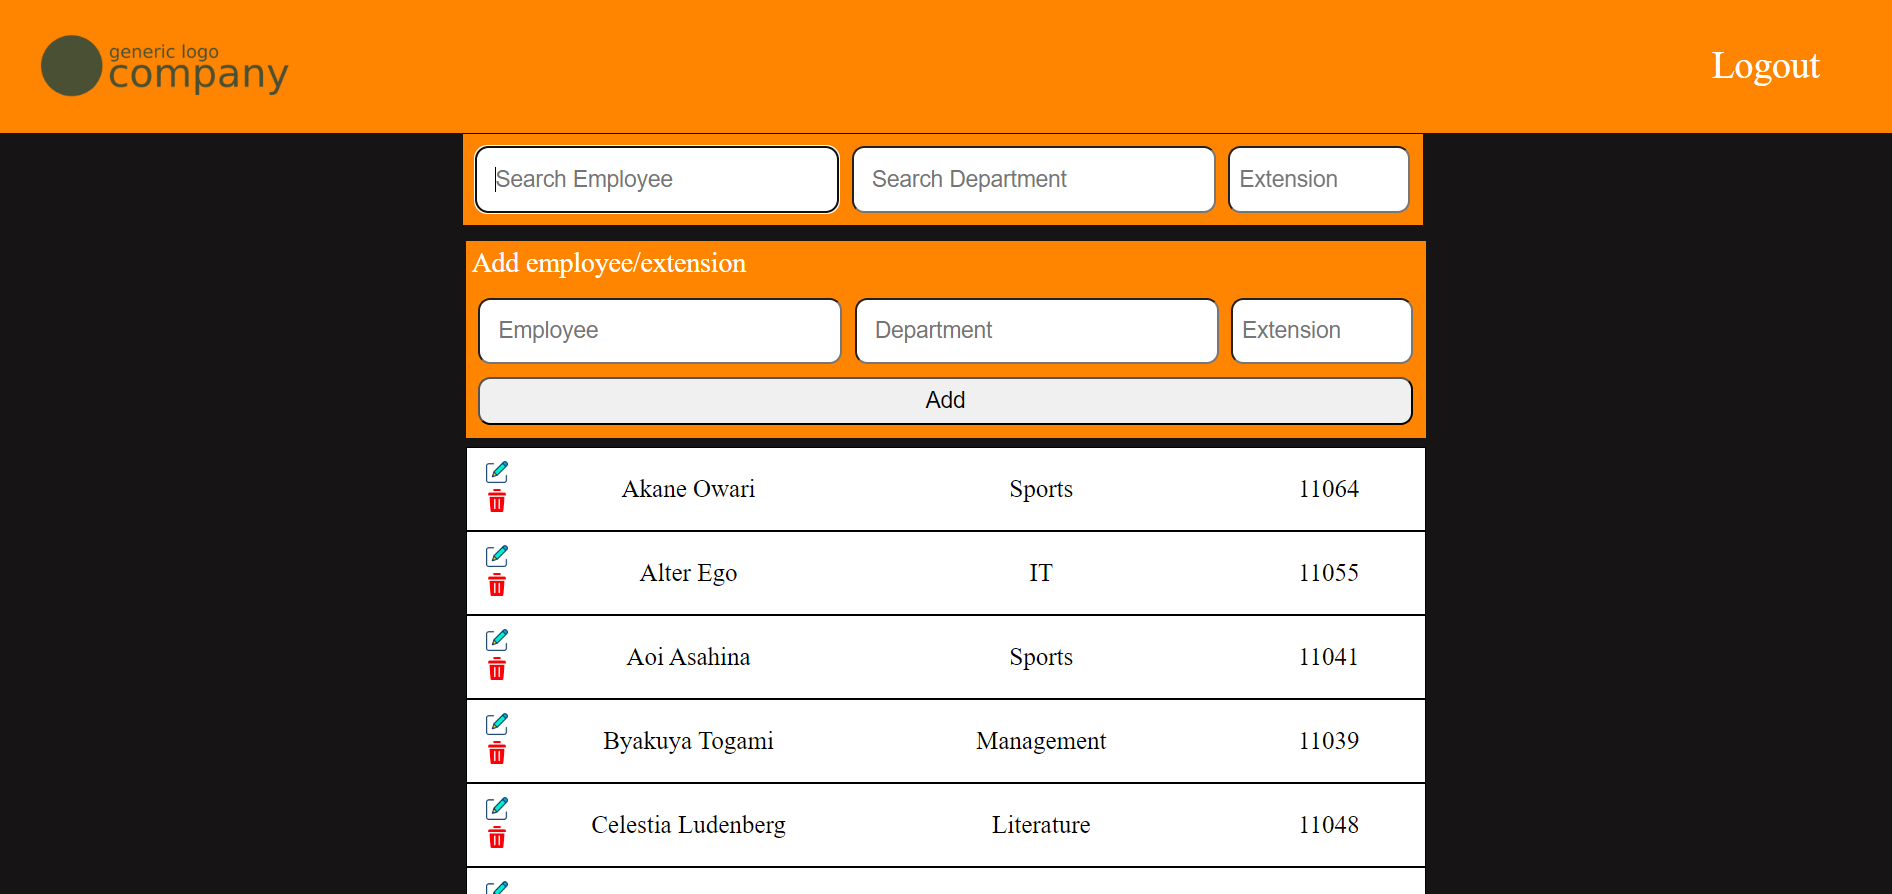 generic logo
company
Logout
Search Employee Search Department Extension
Add employee/extension
Employee Department Extension
Add
Akane Owari Sports 11064
Alter Ego IT 11055
Aoi Asahina Sports 11041
Byakuya Togami Management 11039
Celestia Ludenberg Literature 11048